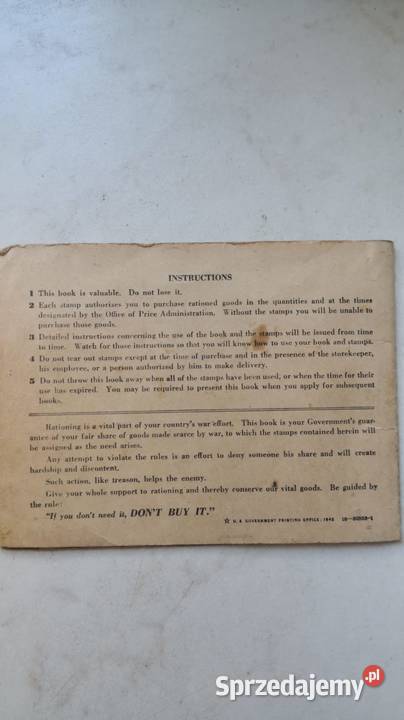 INSTRUCTIONS
1 This book is valuable. Do not lose it.
2 Each stamp authorizes you to purchase rationed goods in the quantities and at the times
designated by the Office of Price Administration. Without the stamps you will be unable to
purchase those goods.
3 Detailed instructions concerning the use of the book and the stamps will be issued from time
to time. Watch for those instructions so that you will know how to use your book and stamps.
4 Do not tear out stamps except at the time of purchase and in the presence of the storekeeper,
his employee, or a person authorized by him to make delivery.
5 Do not throw this book away when all of the stamps have been used, or when the time for their
use has expired. You may be required to present this book when you apply for subsequent
books.
Rationing is a vital part of your country's war effort. This book is your Government's guar-
antee of your fair share of goods made scarce by war, to which the stamps contained herein will
be assigned as the need arises.
Any attempt to violate the rules is an effort to deny someone his share and will create
hardship and discontent.
Such action, like treason, helps the enemy.
Give your whole support to rationing and thereby conserve our vital goods. Be guided by
the rule:
"If you don't need it, DON'T BUY IT."
☆ U. S. GOVERNMENT PRINTING OFFICE : 1942
Sprzedajemy.pl